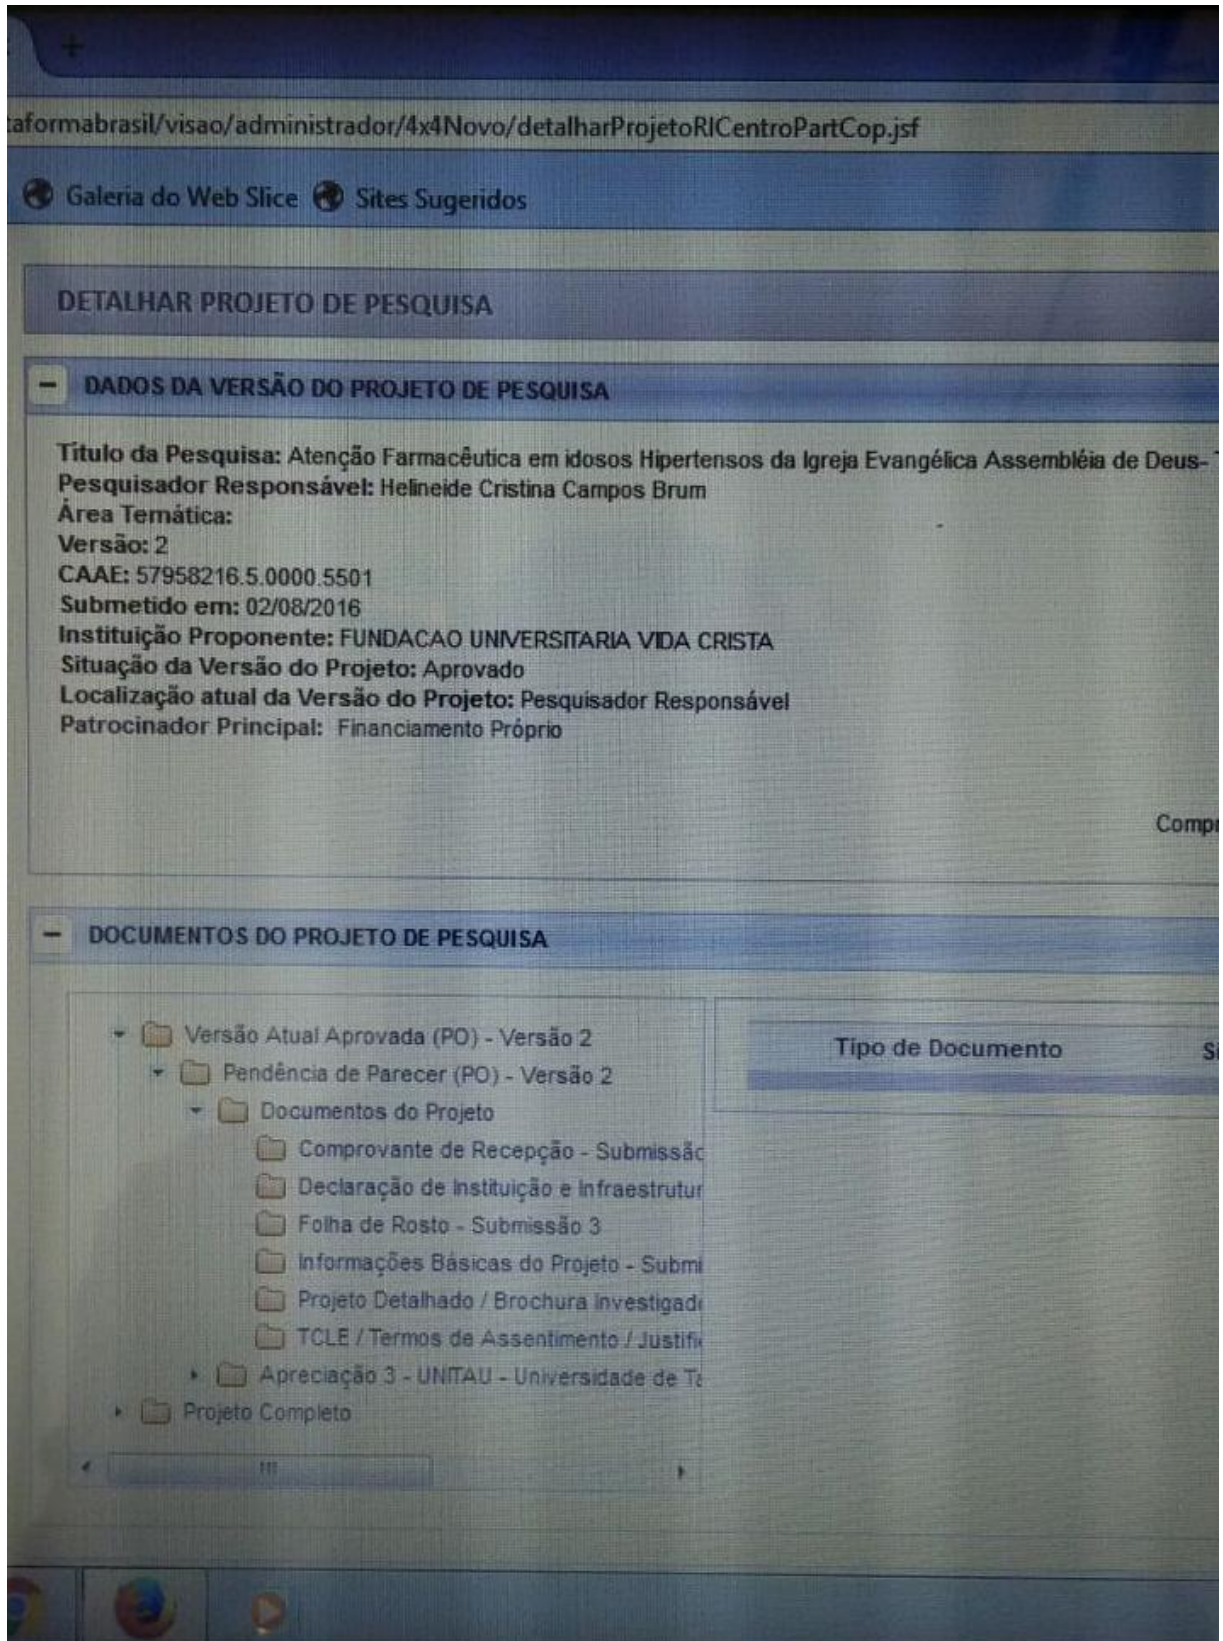 taformabrasil/visao/administrador/4x4Novo/detalharProjetoRICentroPartCop.jsf
Galeria do Web Slice Sites Sugeridos
DETALHAR PROJETO DE PESQUISA
DADOS DA VERSÃO DO PROJETO DE PESQUISA
Título da Pesquisa: Atenção Farmacêutica em idosos Hipertensos da Igreja Evangélica Assembléia de Deus-
Pesquisador Responsável: Helineide Cristina Campos Brum
Área Temática:
Versão: 2
CAAE: 57958216.5.0000.5501
Submetido em: 02/08/2016
Instituição Proponente: FUNDACAO UNIVERSITARIA VIDA CRISTA
Situação da Versão do Projeto: Aprovado
Localização atual da Versão do Projeto: Pesquisador Responsável
Patrocinador Principal: Financiamento Próprio
Compr
DOCUMENTOS DO PROJETO DE PESQUISA
Versão Atual Aprovada (PO) - Versão 2
Pendência de Parecer (PO) - Versão 2
Documentos do Projeto
Comprovante de Recepção - Submissão
Declaração de Instituição e Infraestrutur
Folha de Rosto - Submissão 3
Informações Básicas do Projeto - Submi
Projeto Detalhado / Brochura Investigad
TCLE / Termos de Assentimento / Justifi
Apreciação 3 - UNITAU - Universidade de Ta
Projeto Completo
Tipo de Documento
Si